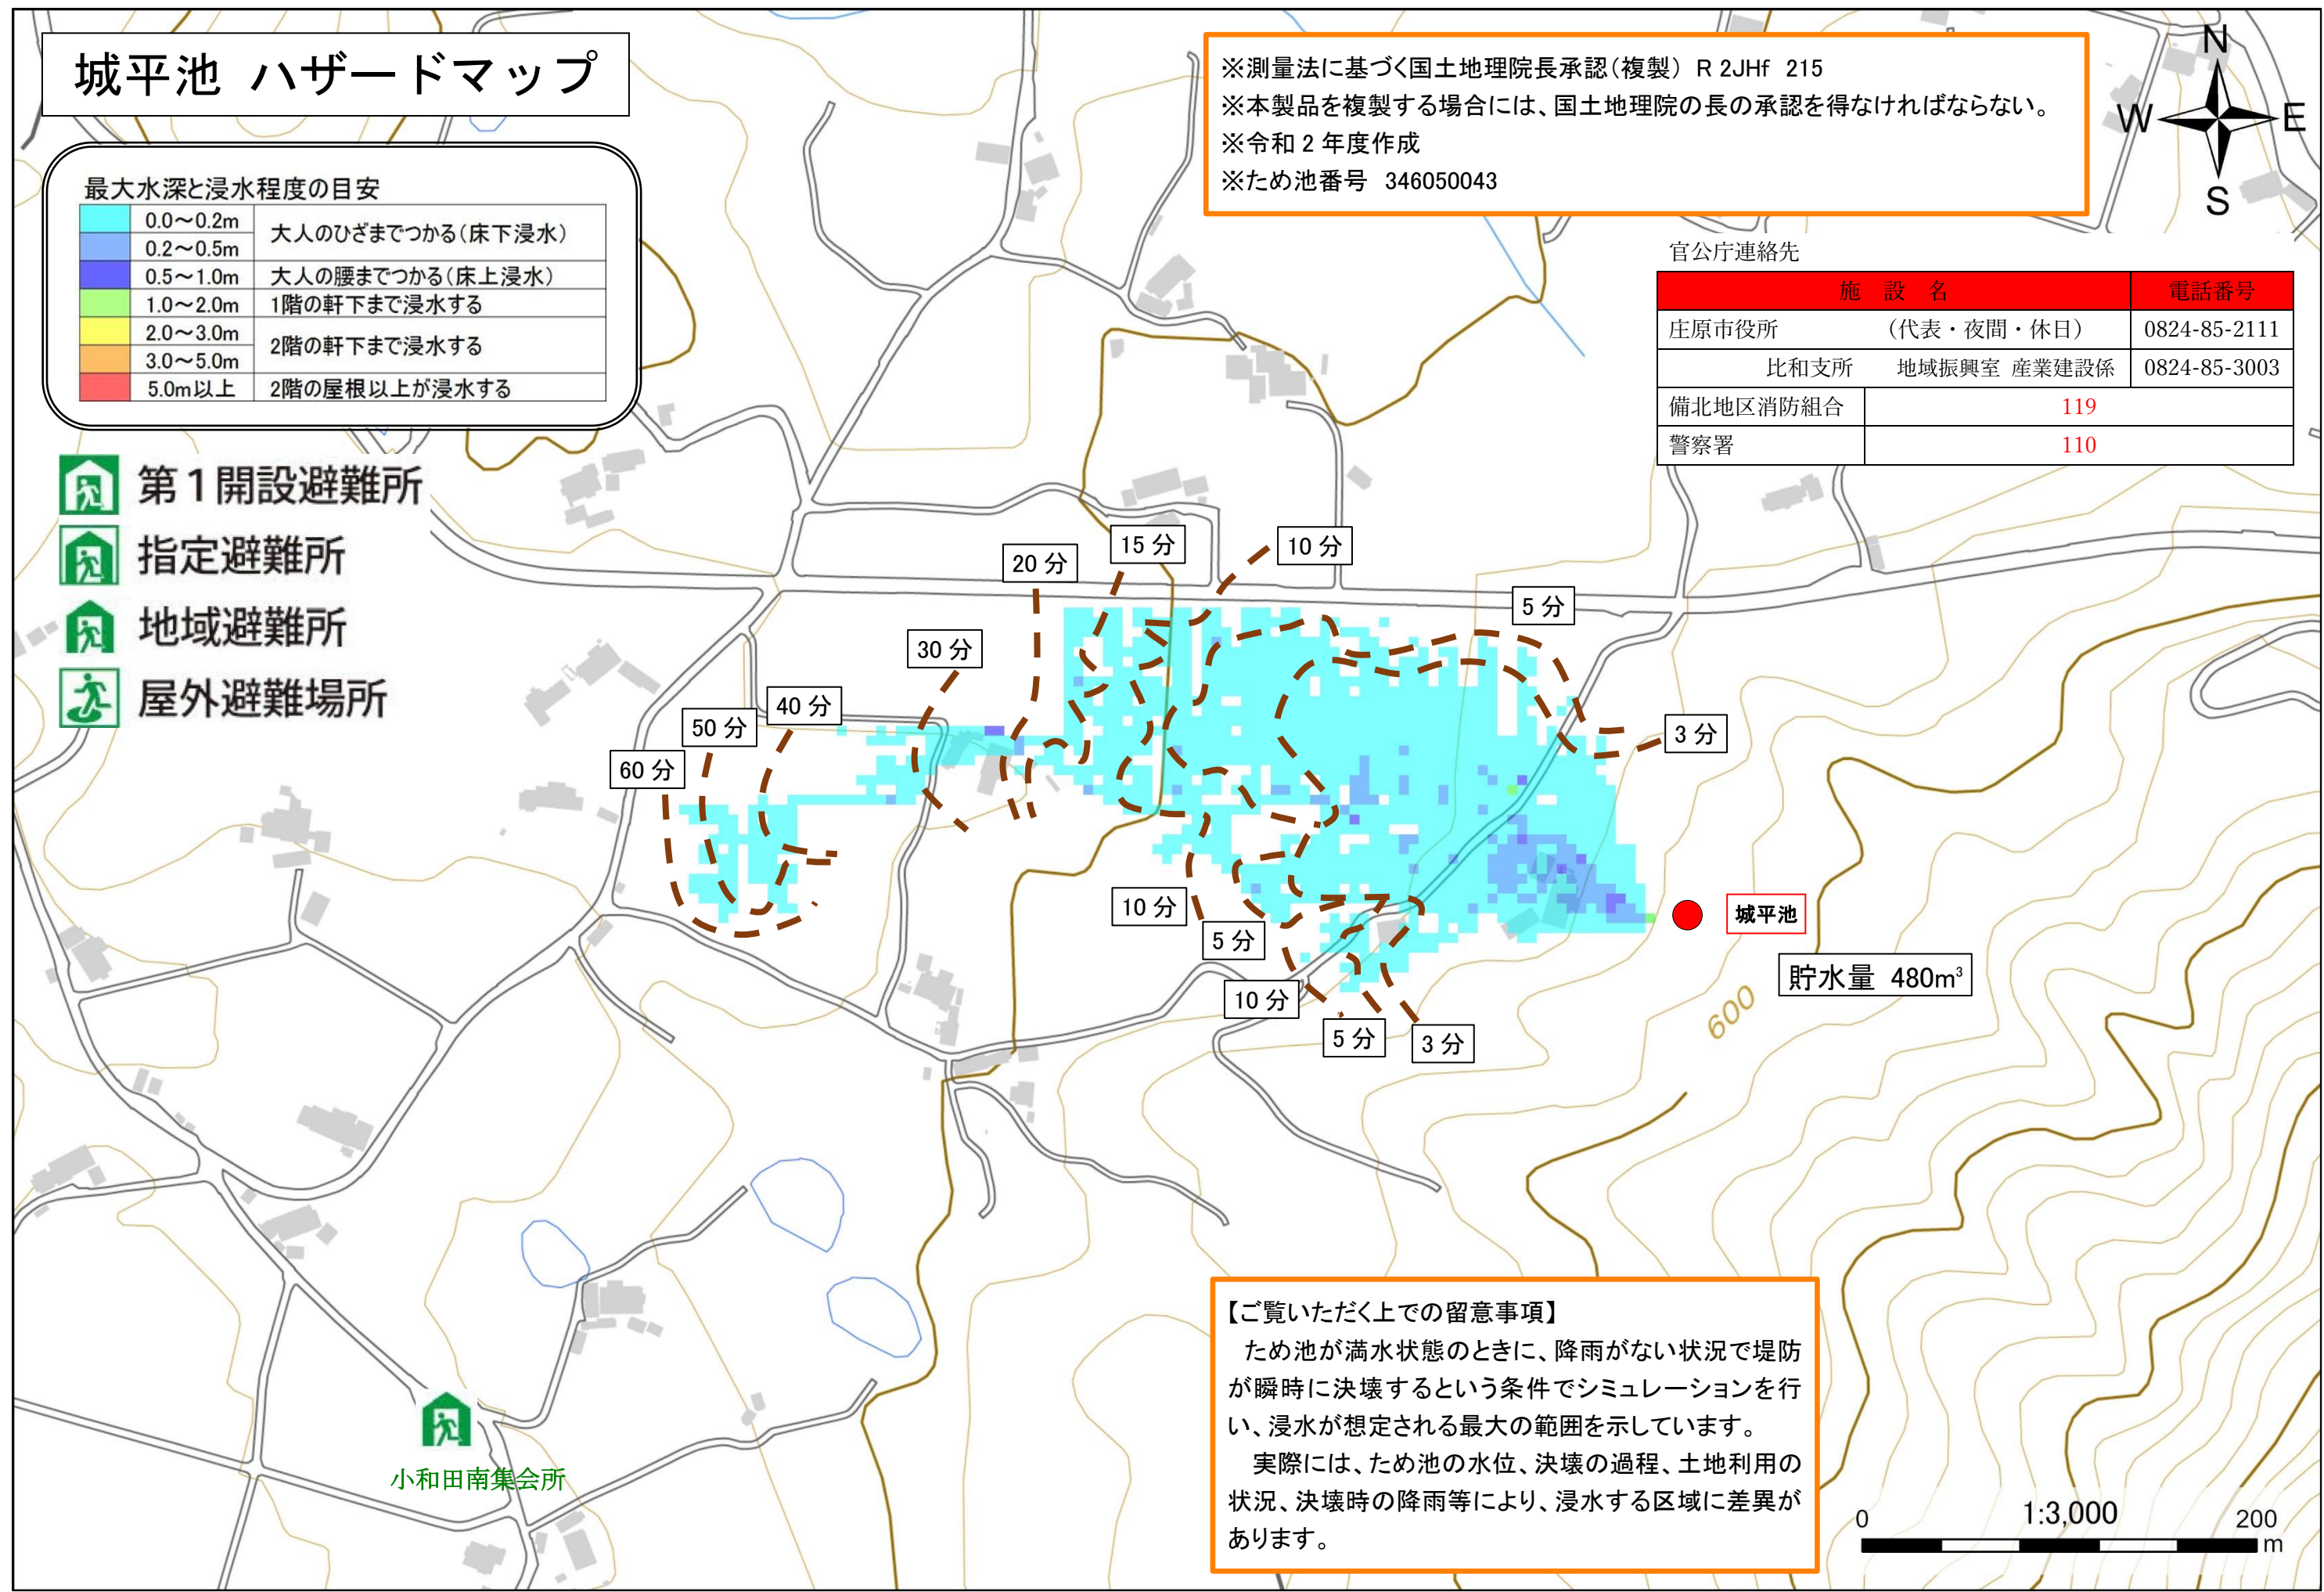 城平池 ハザードマップ
※測量法に基づく国土地理院長承認(複製) R 2JHf 215
※本製品を複製する場合には、国土地理院の長の承認を得なければならない。
※令和2年度作成
※ため池番号 346050043
N
W
E
S
最大水深と浸水程度の目安
0.0～0.2m
0.2～0.5m
大人のひざまでつかる(床下浸水)
0.5～1.0m 大人の腰までつかる(床上浸水)
1.0～2.0m 1階の軒下まで浸水する
2.0～3.0m
3.0～5.0m
2階の軒下まで浸水する
5.0m以上 2階の屋根以上が浸水する
官公庁連絡先
施 設 名 電話番号
庄原市役所 (代表・夜間・休日) 0824-85-2111
比和支所 地域振興室 産業建設係 0824-85-3003
備北地区消防組合 119
警察署 110
第1開設避難所
指定避難所
地域避難所
屋外避難場所
20分
15分
10分
5分
30分
40分
50分
60分
3分
10分
5分
10分
5分
3分
城平池
貯水量 480m³
600
小和田南集会所
【ご覧いただく上での留意事項】
ため池が満水状態のときに、降雨がない状況で堤防
が瞬時に決壊するという条件でシミュレーションを行
い、浸水が想定される最大の範囲を示しています。
実際には、ため池の水位、決壊の過程、土地利用の
状況、決壊時の降雨等により、浸水する区域に差異が
あります。
0 1:3,000 200
m